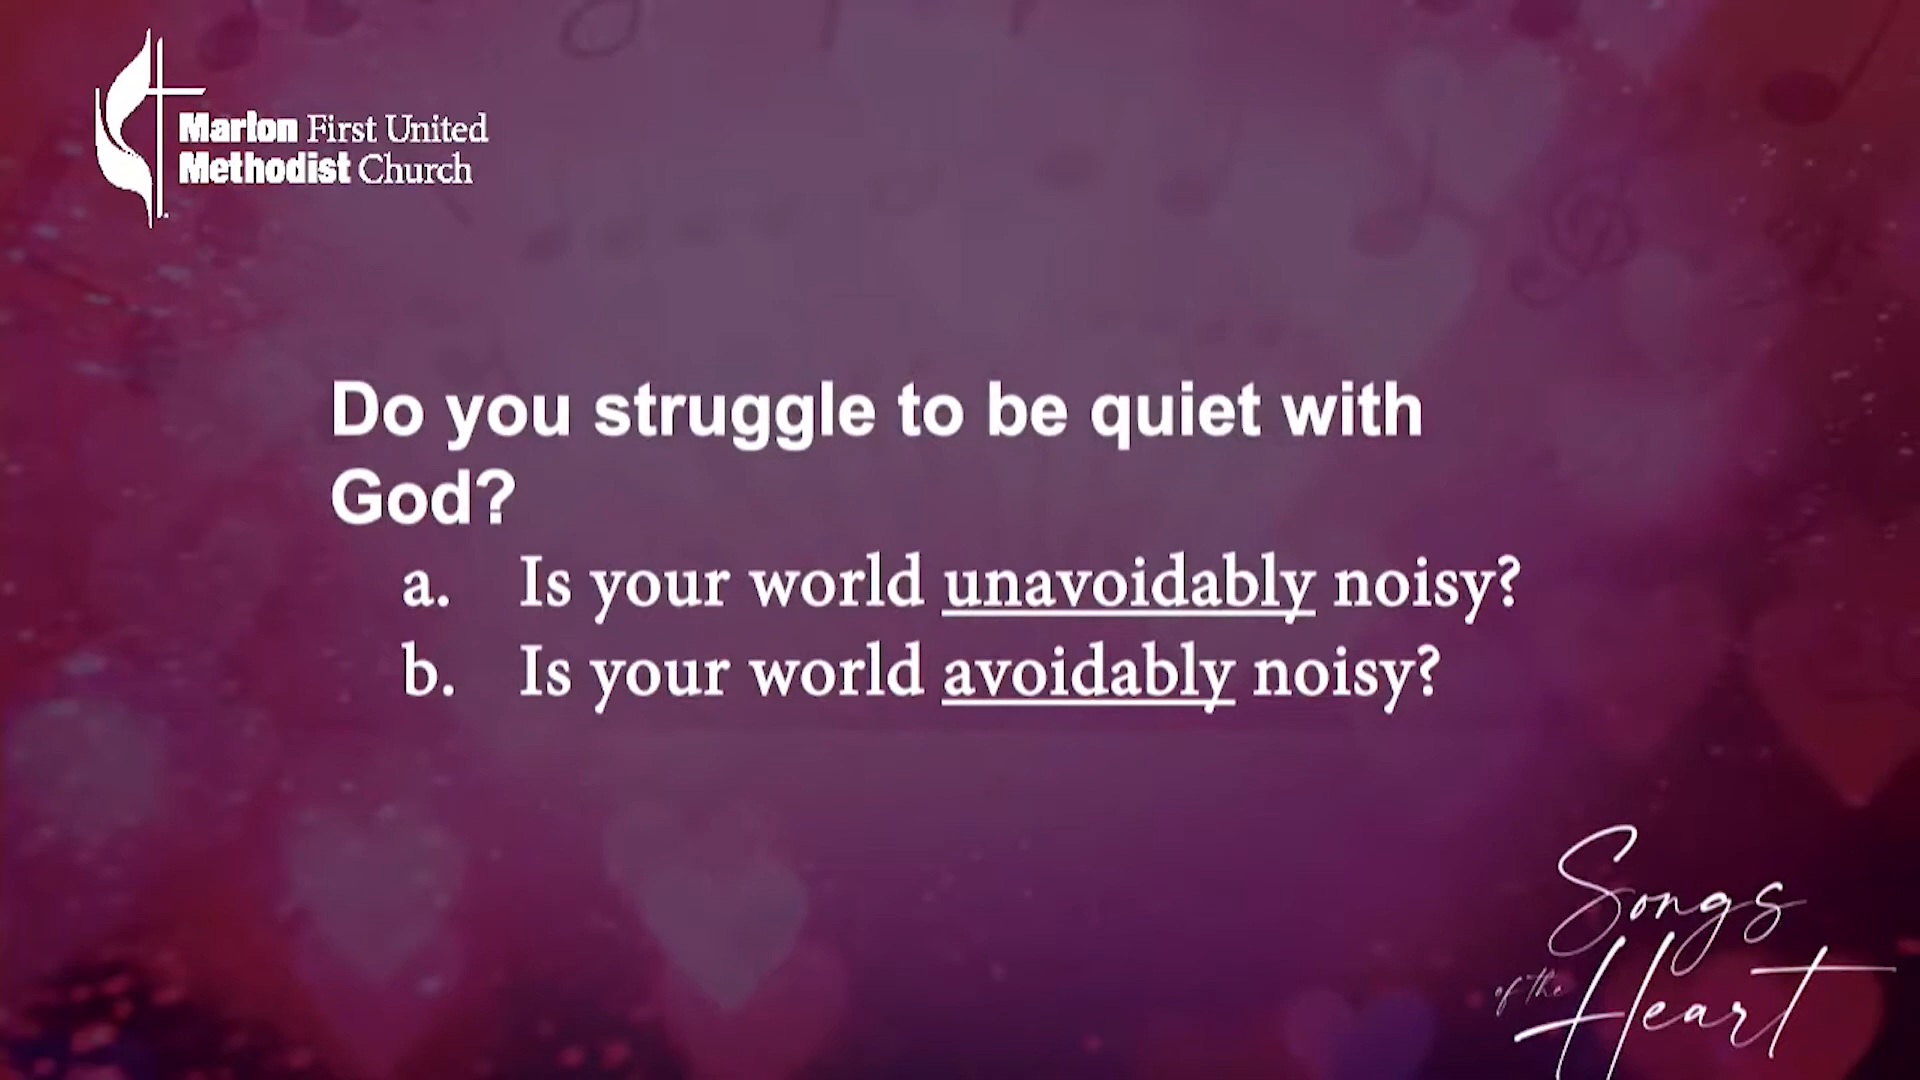 Marion First United
Methodist Church
Do you struggle to be quiet with
God?
a. Is your world unavoidably noisy?
b. Is your world avoidably noisy?
Songs
of the
Heart